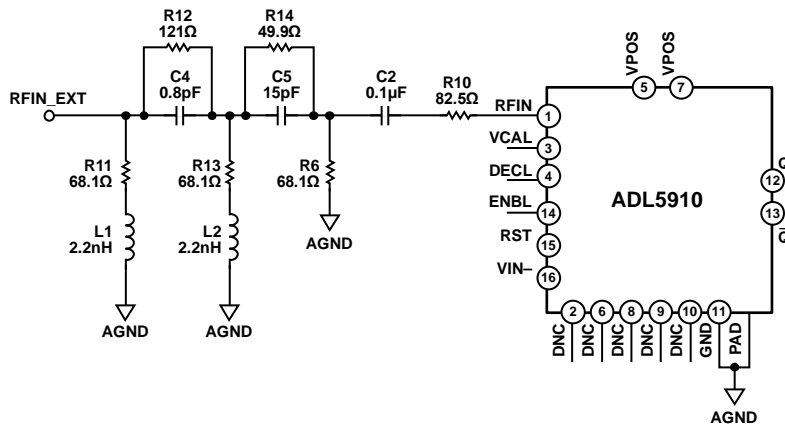 R12
121Ω
R14
49.9Ω
C4
0.8pF
C5
15pF
C2
0.1µF
R10
82.5Ω
RFIN_EXT
R11
68.1Ω
R13
68.1Ω
R6
68.1Ω
L1
2.2nH
L2
2.2nH
AGND
AGND
AGND
VPOS
VPOS
5
7
RFIN
1
VCAL
3
DECL
4
ENBL
14
RST
15
VIN–
16
ADL5910
Q
12
13
Q̅
2
6
8
9
10
11
DNC
DNC
DNC
DNC
DNC
GND
PAD
AGND